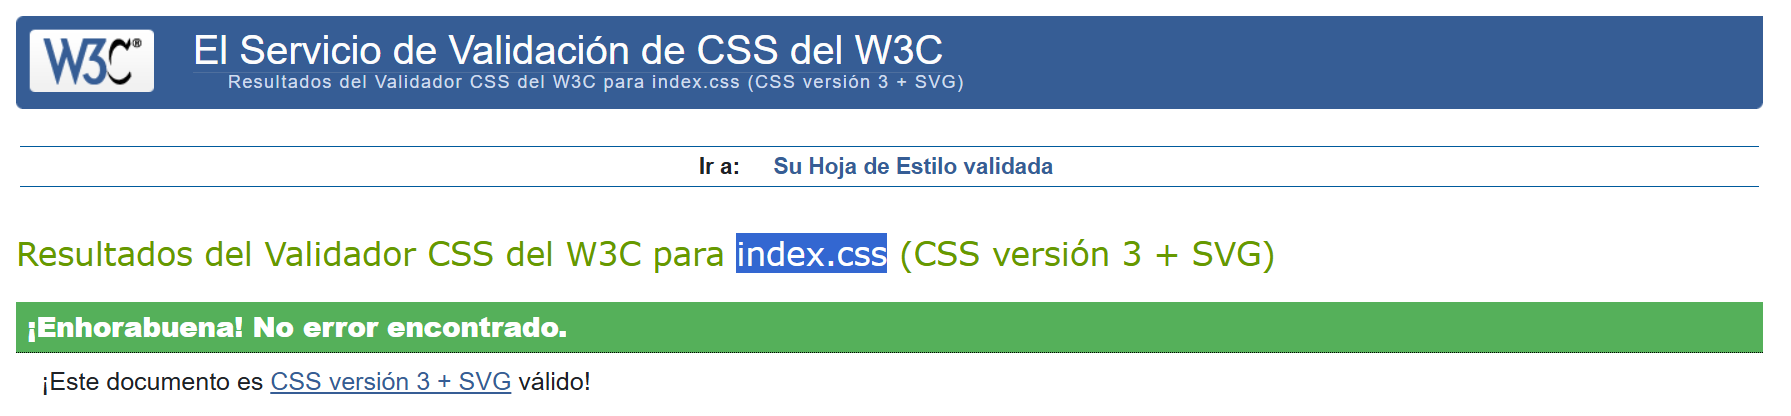 W3C®
El Servicio de Validación de CSS del W3C
Resultados del Validador CSS del W3C para index.css (CSS versión 3 + SVG)
Ir a: Su Hoja de Estilo validada
Resultados del Validador CSS del W3C para index.css (CSS versión 3 + SVG)
¡Enhorabuena! No error encontrado.
¡Este documento es CSS versión 3 + SVG válido!